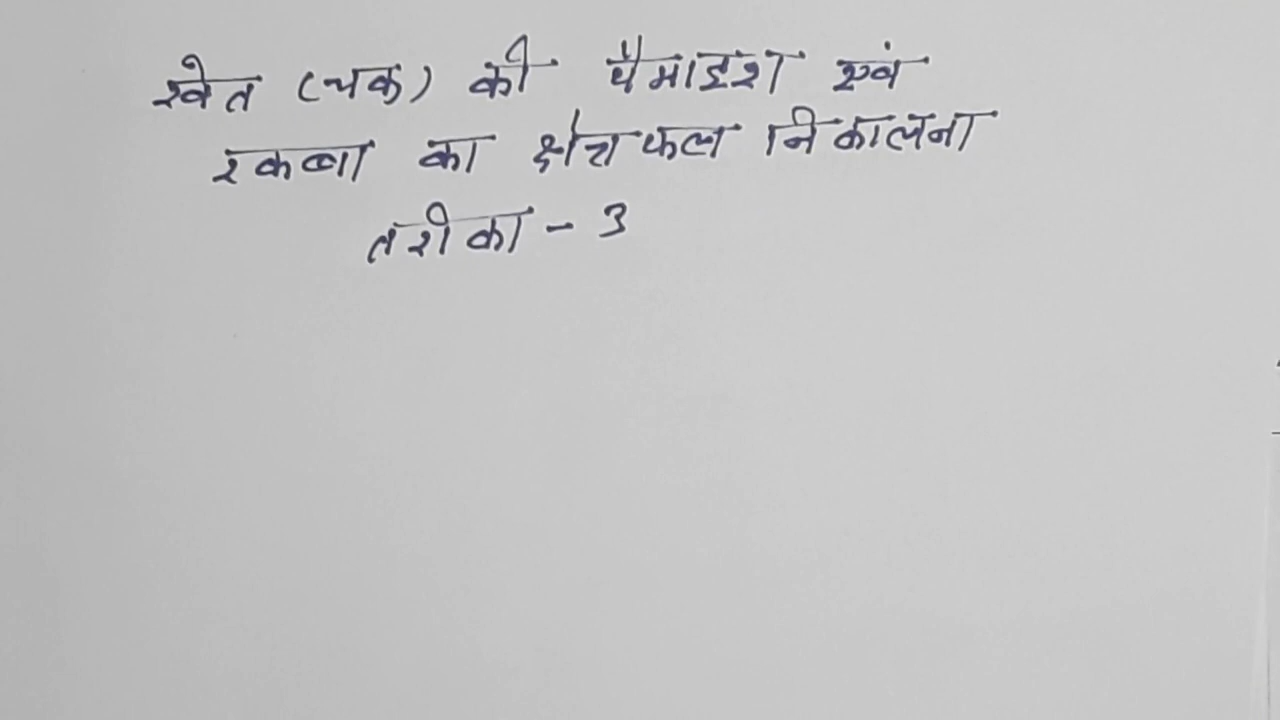 खेत (चक) की पैमाइश एवं
रकब्बा का क्षेत्रफल निकालना
तरीका - 3